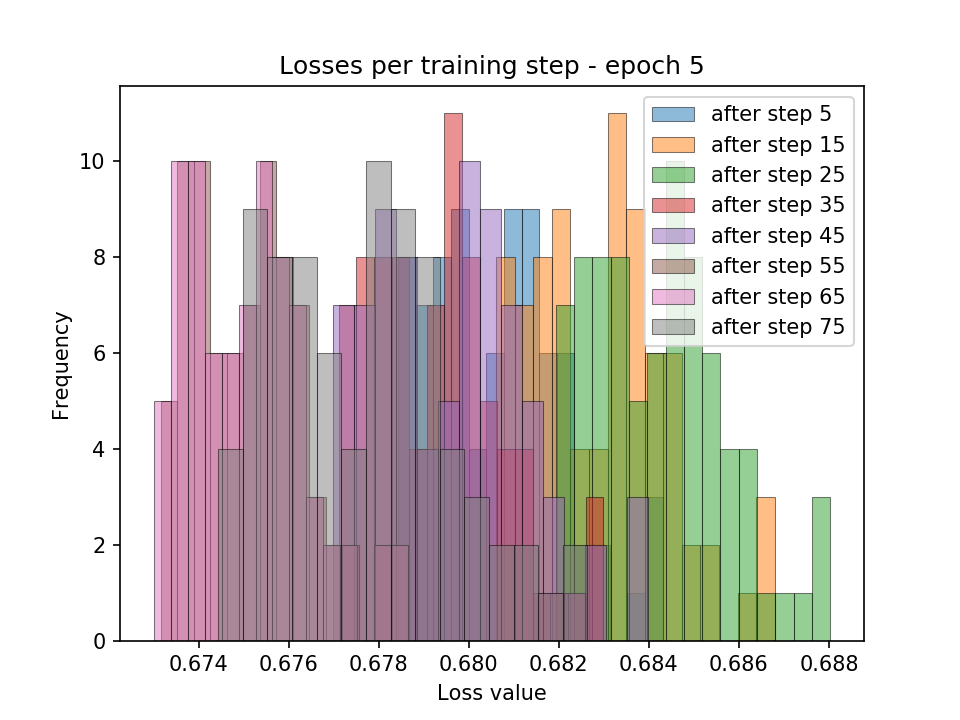 Losses per training step - epoch 5
after step 5
after step 15
after step 25
after step 35
after step 45
after step 55
after step 65
after step 75
10
8
6
4
2
0
Frequency
0.674 0.676 0.678 0.680 0.682 0.684 0.686 0.688
Loss value